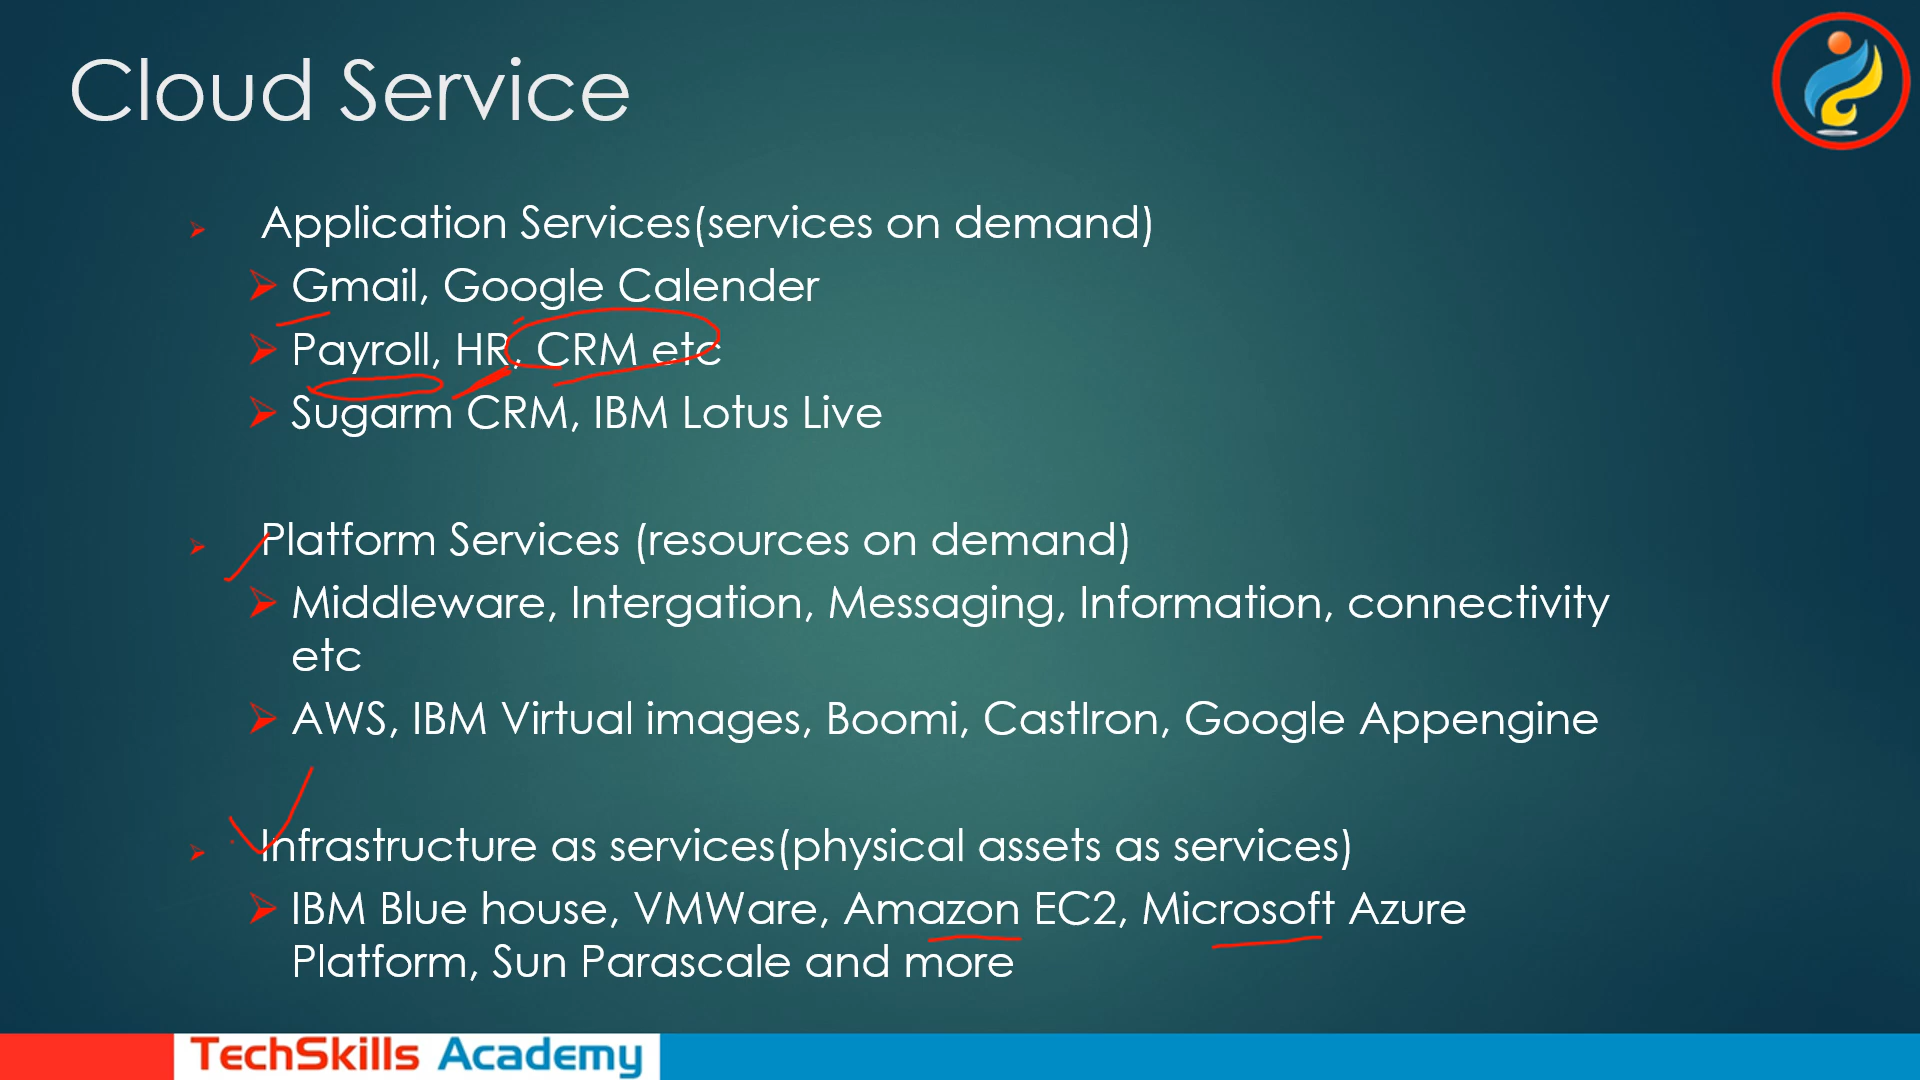 Cloud Service
Application Services(services on demand)
Gmail, Google Calender
Payroll, HR, CRM etc
Sugarm CRM, IBM Lotus Live
Platform Services (resources on demand)
Middleware, Intergation, Messaging, Information, connectivity
etc
AWS, IBM Virtual images, Boomi, CastIron, Google Appengine
Infrastructure as services(physical assets as services)
IBM Blue house, VMWare, Amazon EC2, Microsoft Azure
Platform, Sun Parascale and more
TechSkills Academy